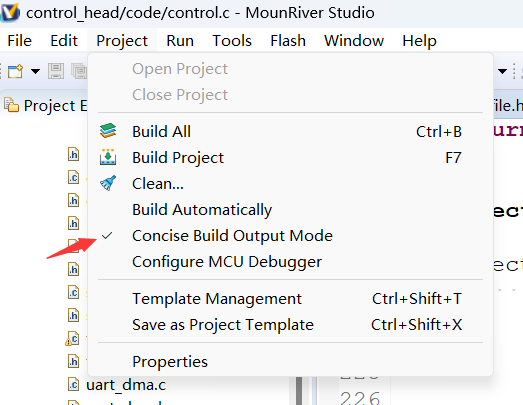 control_head/code/control.c - MounRiver Studio
File Edit Project Run Tools Flash Window Help
Project E
file.h
Open Project
Close Project
Build All Ctrl+B
Build Project F7
Clean...
Build Automatically
Concise Build Output Mode
Configure MCU Debugger
Template Management Ctrl+Shift+T
Save as Project Template Ctrl+Shift+X
Properties
.h
.c
.h
.h
.h
.c
.h
.c
.h
uart_dma.c
226